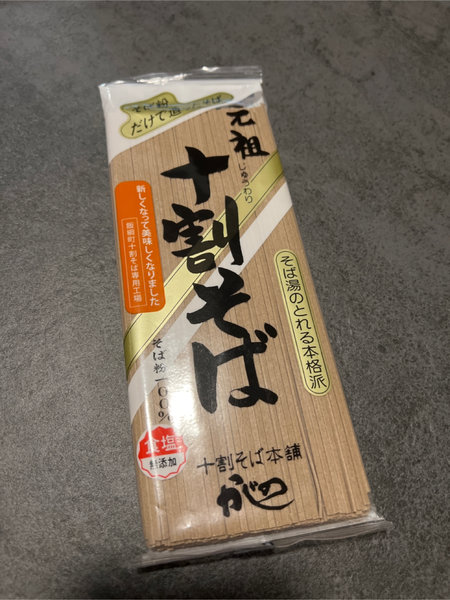 そば粉
だけで造ったそば
元祖
じゅうわり
十割そば
新しくなって美味しくなりました
飯綱町十割そば専用工場
そば湯のとれる本格派
そば粉一〇〇%
食塩
無添加
十割そば本舗